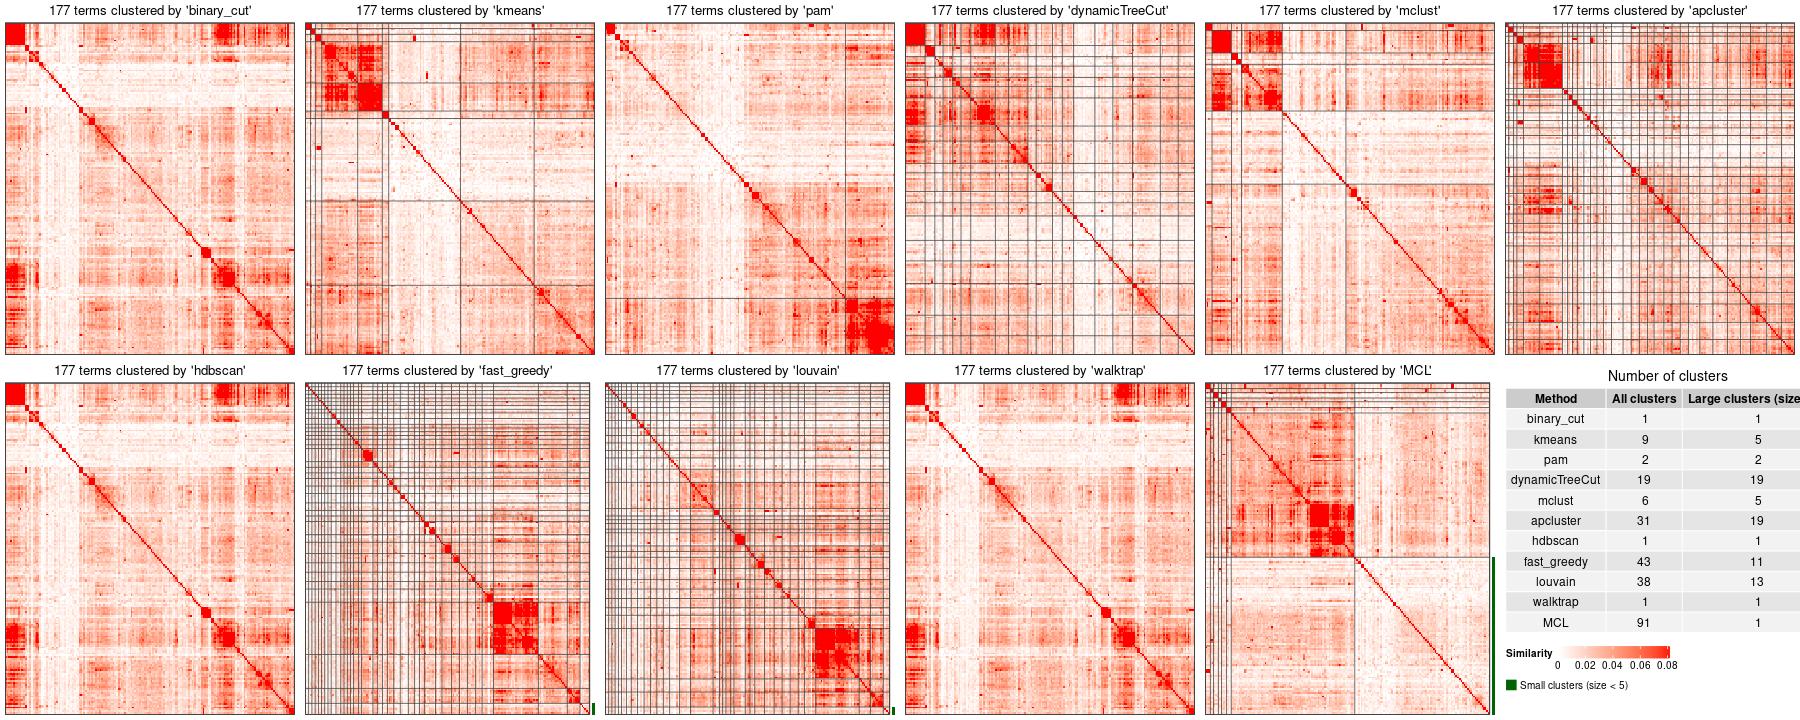 177 terms clustered by 'binary_cut'
177 terms clustered by 'kmeans'
177 terms clustered by 'pam'
177 terms clustered by 'dynamicTreeCut'
177 terms clustered by 'mclust'
177 terms clustered by 'apcluster'
177 terms clustered by 'hdbscan'
177 terms clustered by 'fast_greedy'
177 terms clustered by 'louvain'
177 terms clustered by 'walktrap'
177 terms clustered by 'MCL'
Number of clusters
Method All clusters Large clusters (size
binary_cut 1 1
kmeans 9 5
pam 2 2
dynamicTreeCut 19 19
mclust 6 5
apcluster 31 19
hdbscan 1 1
fast_greedy 43 11
louvain 38 13
walktrap 1 1
MCL 91 1
Similarity
0 0.02 0.04 0.06 0.08
Small clusters (size < 5)